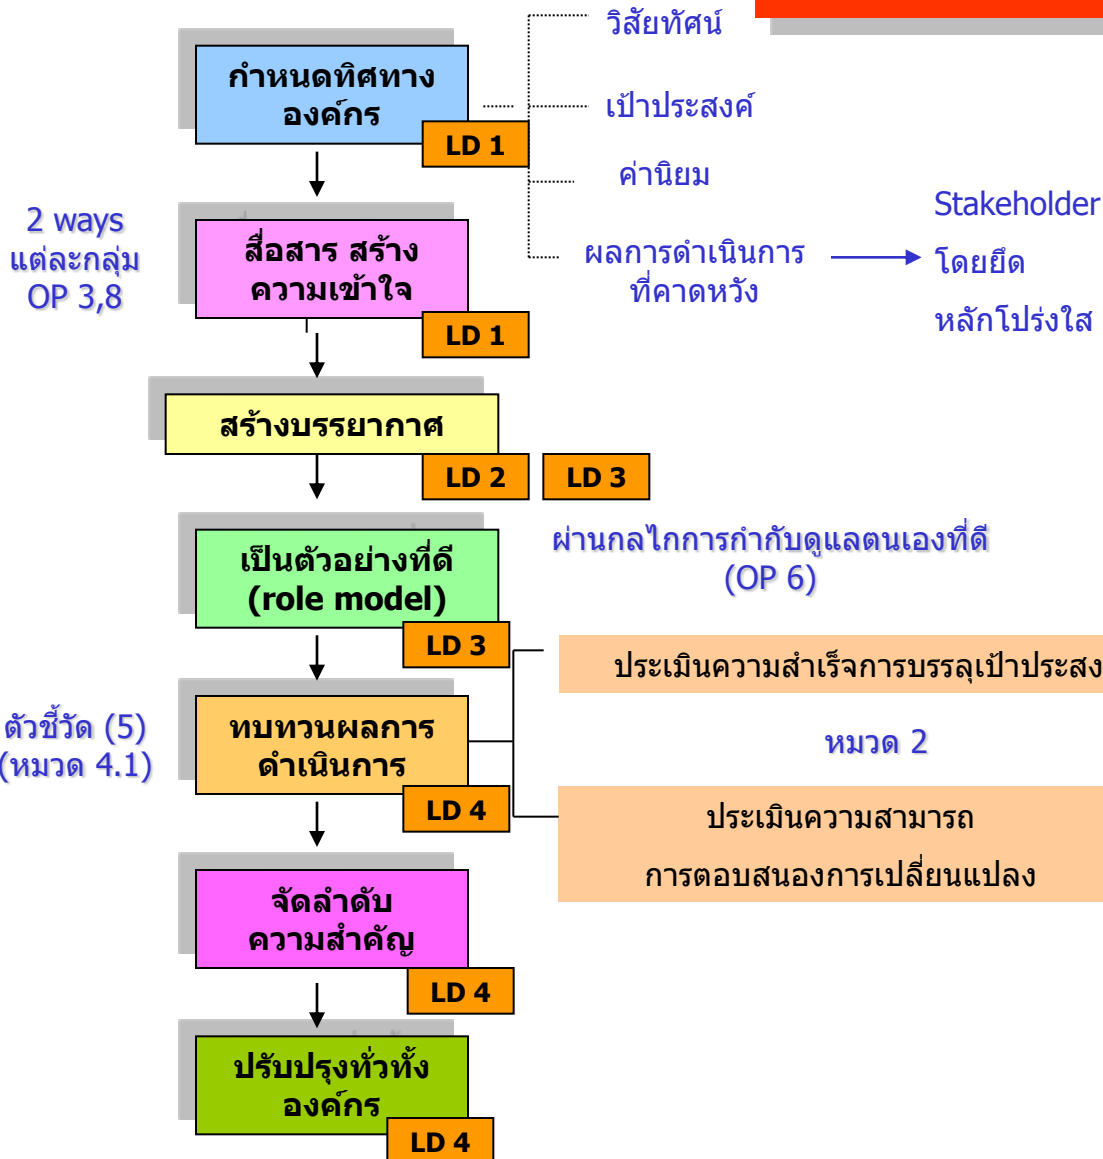 วิสัยทัศน์
กำหนดทิศทาง
องค์กร
เป้าประสงค์
LD 1
ค่านิยม
2 ways
แต่ละกลุ่ม
OP 3,8
สื่อสาร สร้าง
ความเข้าใจ
ผลการดำเนินการ
ที่คาดหวัง
Stakeholder
โดยยึด
หลักโปร่งใส
LD 1
สร้างบรรยากาศ
LD 2
LD 3
เป็นตัวอย่างที่ดี
(role model)
ผ่านกลไกการกำกับดูแลตนเองที่ดี
(OP 6)
LD 3
ประเมินความสำเร็จการบรรลุเป้าประสง
ตัวชี้วัด (5)
(หมวด 4.1)
ทบทวนผลการ
ดำเนินการ
หมวด 2
LD 4
ประเมินความสามารถ
การตอบสนองการเปลี่ยนแปลง
จัดลำดับ
ความสำคัญ
LD 4
ปรับปรุงทั่วทั้ง
องค์กร
LD 4